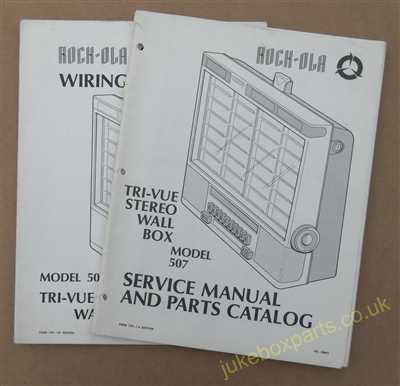 ROCK-OLA
WIRING
MODEL 50
TRI-VUE
WA
ROCK-OLA
TRI-VUE
STEREO
WALL
BOX
MODEL
507
SERVICE MANUAL
AND PARTS CATALOG
jukeboxparts.co.uk